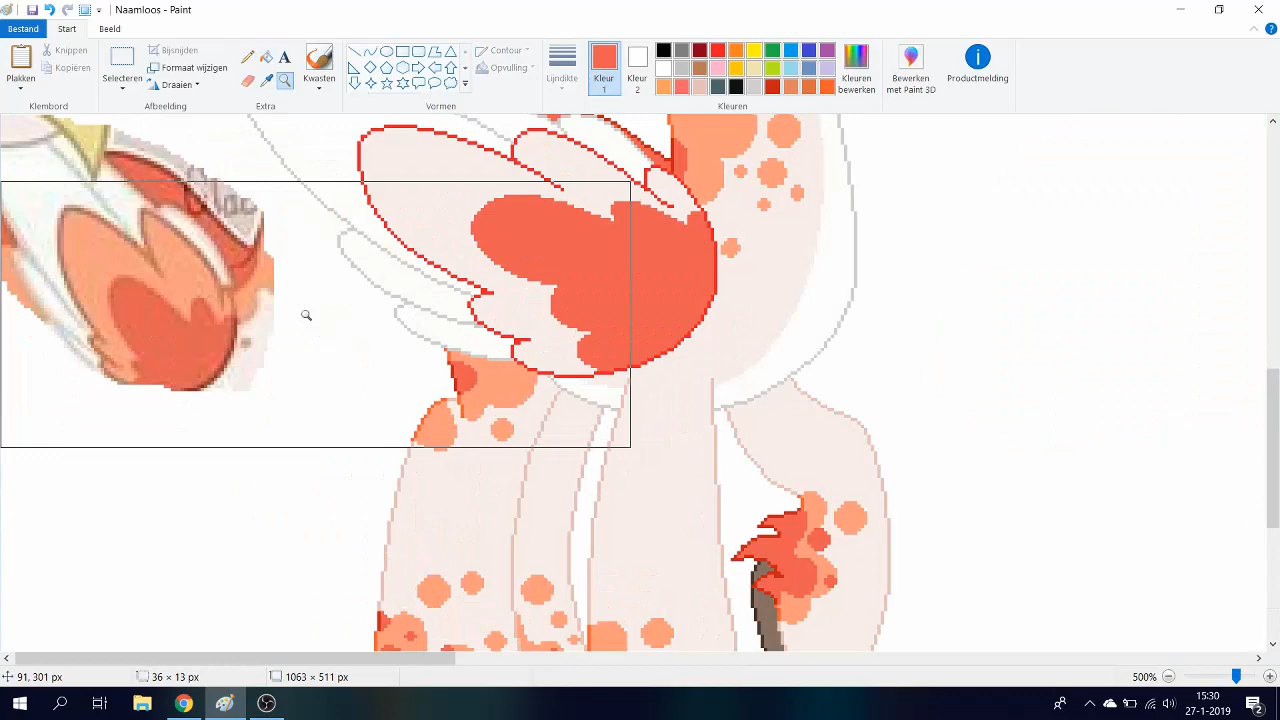 Naamloos - Paint
Bestand
Start
Beeld
Plakken
Knippen
Kopiëren
Klembord
Selecteren
Bijsnijden
Formaat wijzigen
Draaien
Afbeelding
A
Extra
Kwasten
Contour
Opvulling
Vormen
Lijndikte
Kleur
1
Kleur
2
Kleuren
bewerken
Kleuren
Bewerken
met Paint 3D
Productmelding
91, 301 px
36 × 13 px
1063 × 511 px
500%
15:30
27-1-2019
2